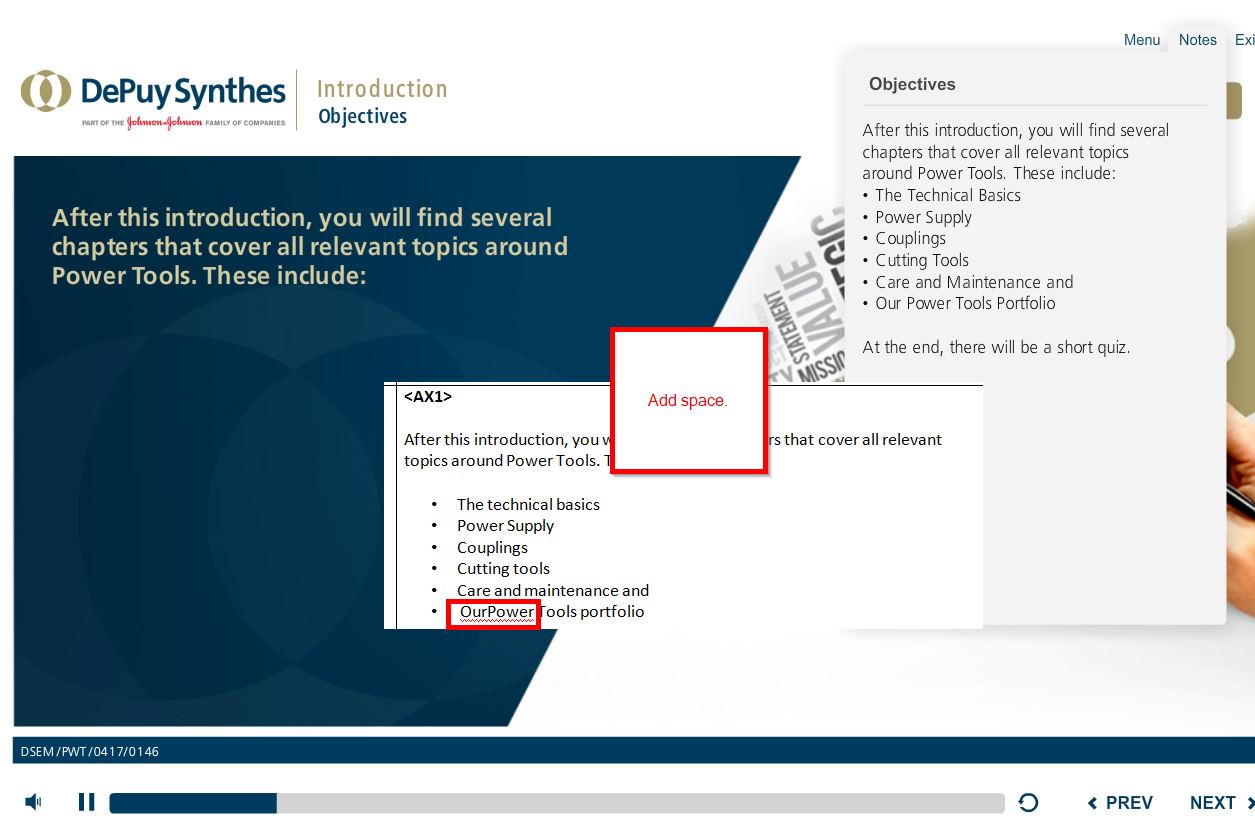 Menu Notes
DePuy Synthes
PART OF THE Johnson & Johnson FAMILY OF COMPANIES
Introduction
Objectives
After this introduction, you will find several
chapters that cover all relevant topics around
Power Tools. These include:
VALUE
STATEMENT
MISSI
Objectives
After this introduction, you will find several
chapters that cover all relevant topics
around Power Tools. These include:
• The Technical Basics
• Power Supply
• Couplings
• Cutting Tools
• Care and Maintenance and
• Our Power Tools Portfolio
At the end, there will be a short quiz.
Add space.
<AX1>
After this introduction, you w rs that cover all relevant
topics around Power Tools. T
• The technical basics
• Power Supply
• Couplings
• Cutting tools
• Care and maintenance and
• OurPower Tools portfolio
DSEM/PWT/0417/0146
PREV NEXT